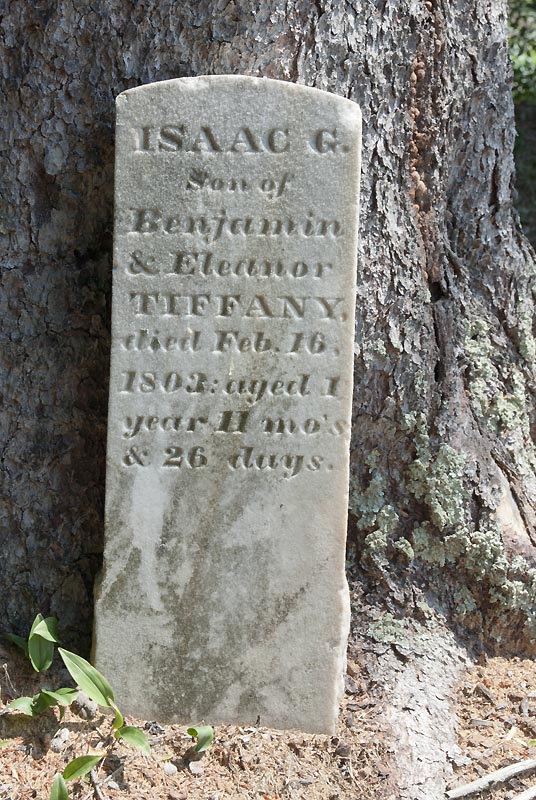 ISAAC G.
Son of
Benjamin
& Eleanor
TIFFANY,
died Feb. 16,
1803: aged 1
year 11 mo's
& 26 days.